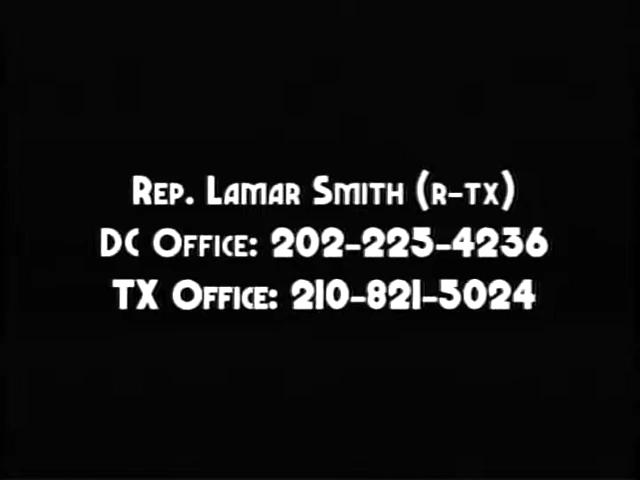 Rep. Lamar Smith (R-TX)
DC Office: 202-225-4236
TX Office: 210-821-5024